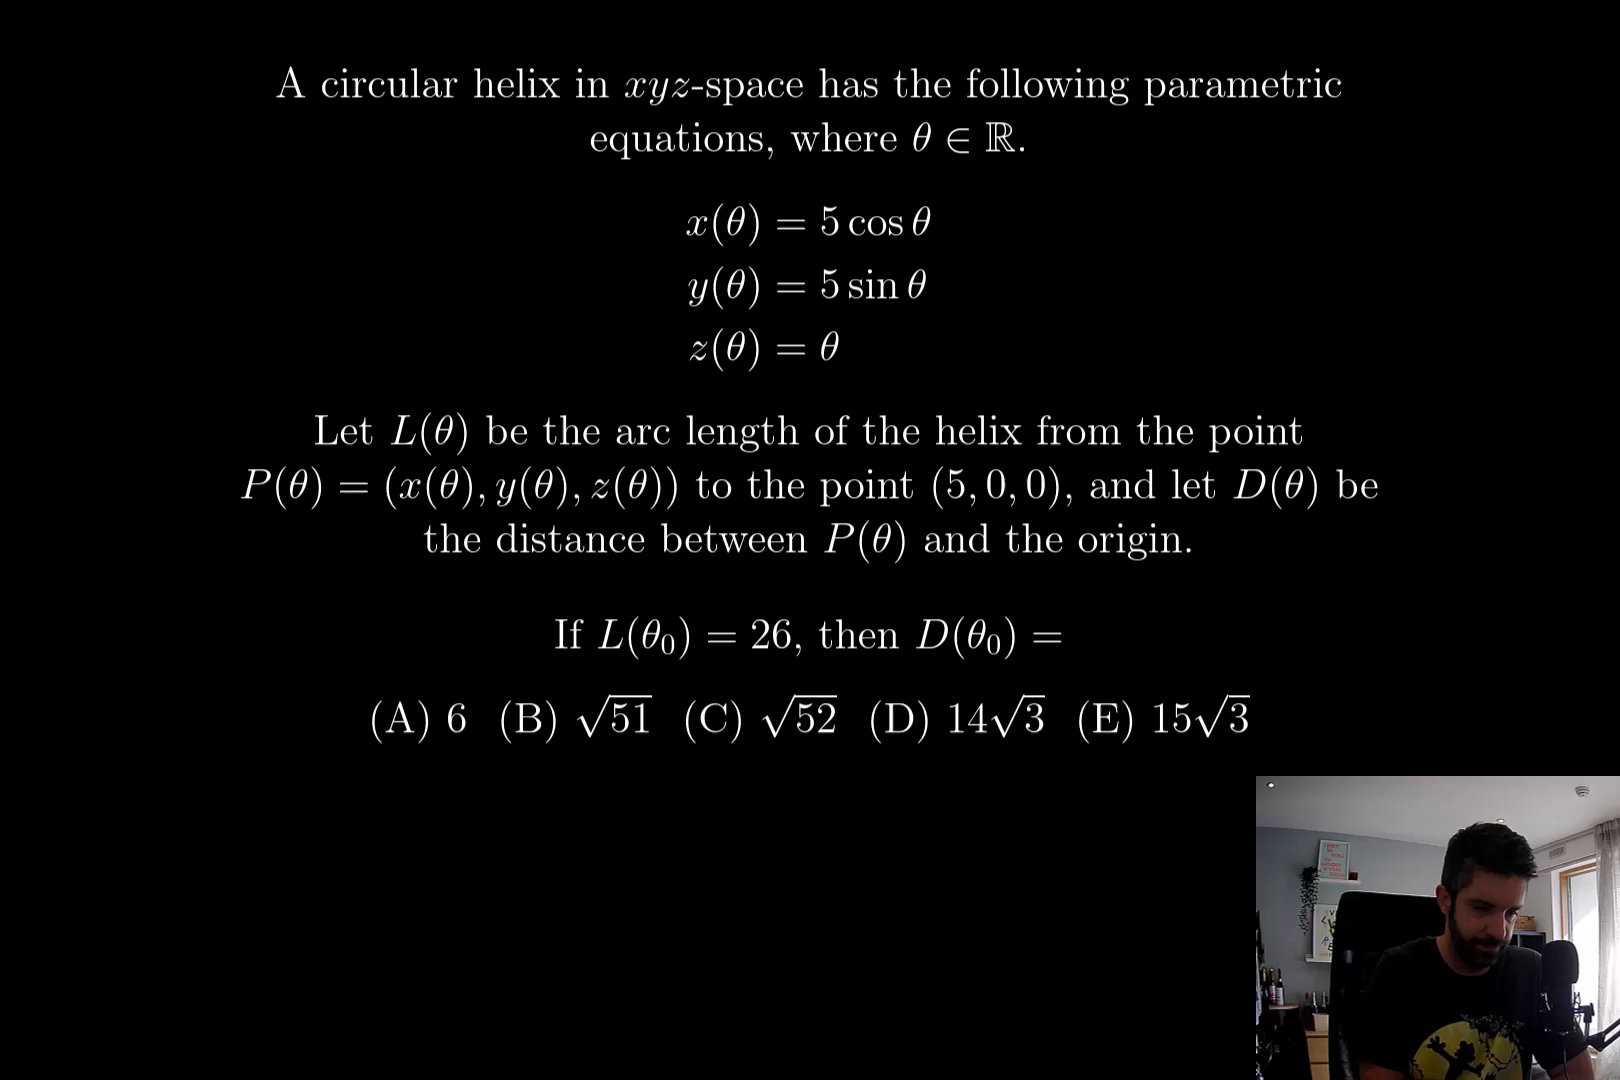 A circular helix in xyz-space has the following parametric
equations, where θ ∈ ℝ.
x(θ) = 5 cos θ
y(θ) = 5 sin θ
z(θ) = θ
Let L(θ) be the arc length of the helix from the point
P(θ) = (x(θ), y(θ), z(θ)) to the point (5, 0, 0), and let D(θ) be
the distance between P(θ) and the origin.
If L(θ₀) = 26, then D(θ₀) =
(A) 6 (B) √51 (C) √52 (D) 14√3 (E) 15√3